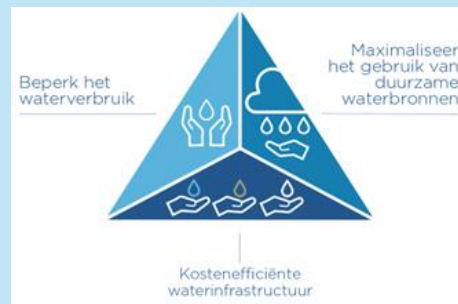 Beperk het
waterverbruik
Maximaliseer
het gebruik van
duurzame
waterbronnen
Kostenefficiënte
waterinfrastructuur